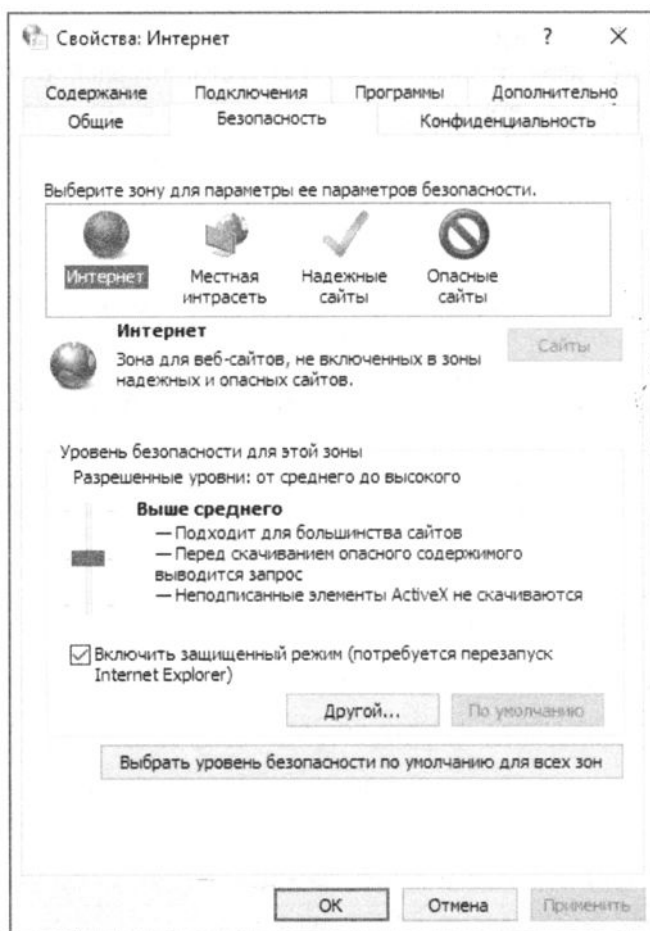 Свойства: Интернет ? X
Содержание Подключения Программы Дополнительно
Общие Безопасность Конфиденциальность
Выберите зону для параметры ее параметров безопасности.
Интернет Местная интрасеть Надежные сайты Опасные сайты
Интернет
Сайты
Зона для веб-сайтов, не включенных в зоны
надежных и опасных сайтов.
Уровень безопасности для этой зоны
Разрешенные уровни: от среднего до высокого
Выше среднего
— Подходит для большинства сайтов
— Перед скачиванием опасного содержимого
выводится запрос
— Неподписанные элементы ActiveX не скачиваются
Включить защищенный режим (потребуется перезапуск
Internet Explorer)
Другой... По умолчанию
Выбрать уровень безопасности по умолчанию для всех зон
ОК Отмена Применить